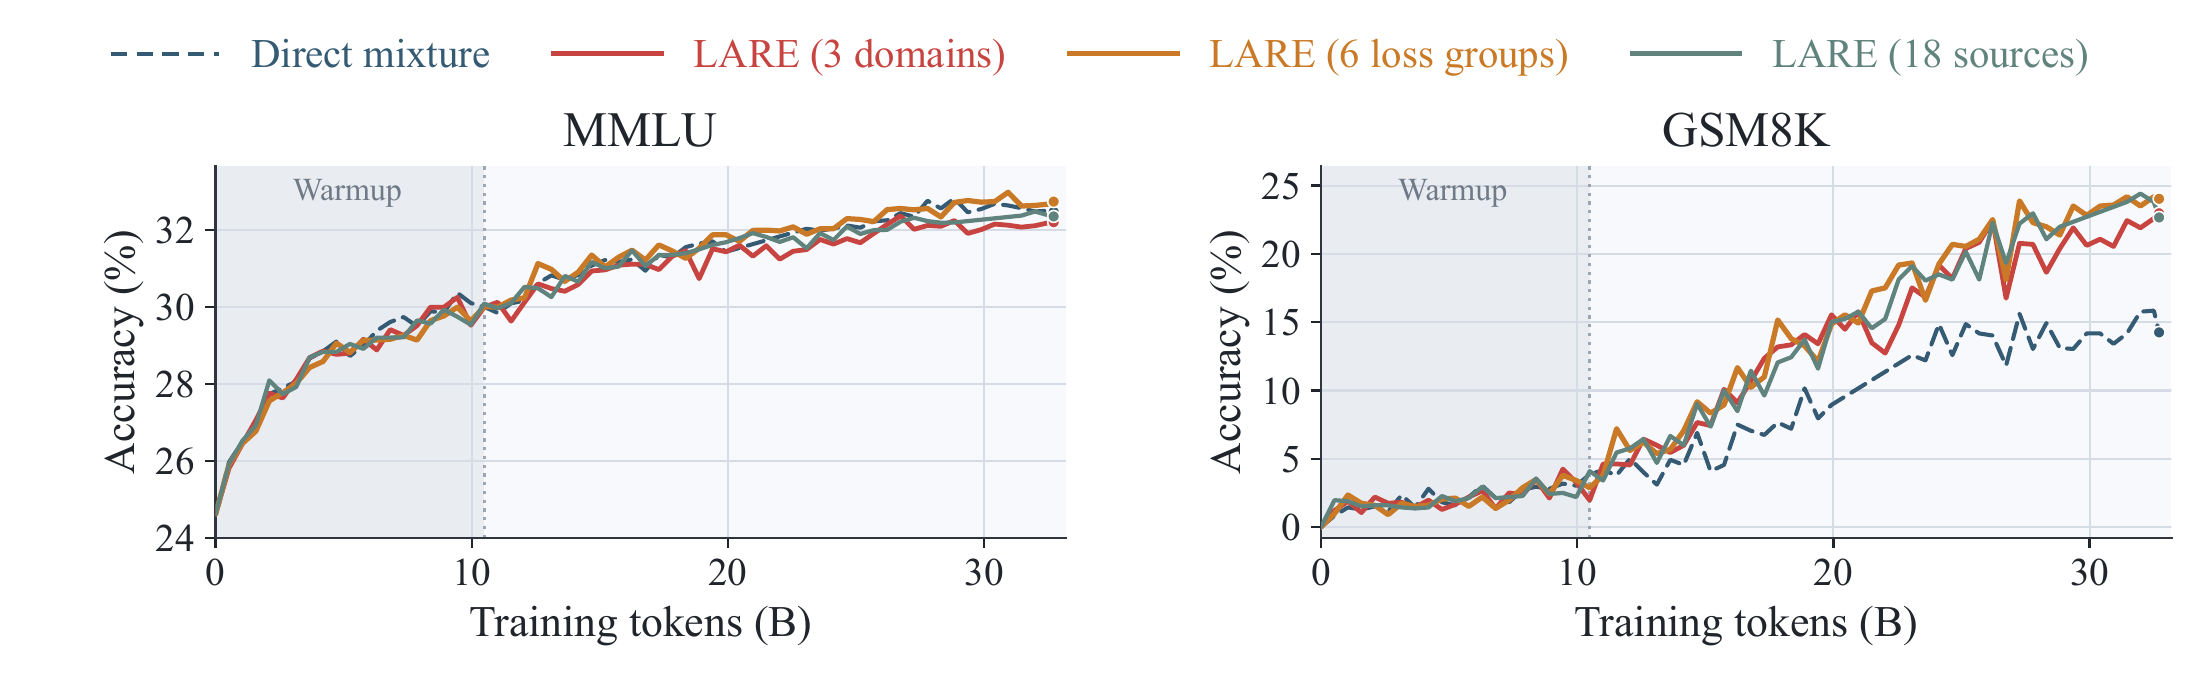 Direct mixture LARE (3 domains) LARE (6 loss groups) LARE (18 sources)
MMLU
Warmup
Accuracy (%)
32
30
28
26
24
0 10 20 30
Training tokens (B)
GSM8K
Warmup
Accuracy (%)
25
20
15
10
5
0
0 10 20 30
Training tokens (B)